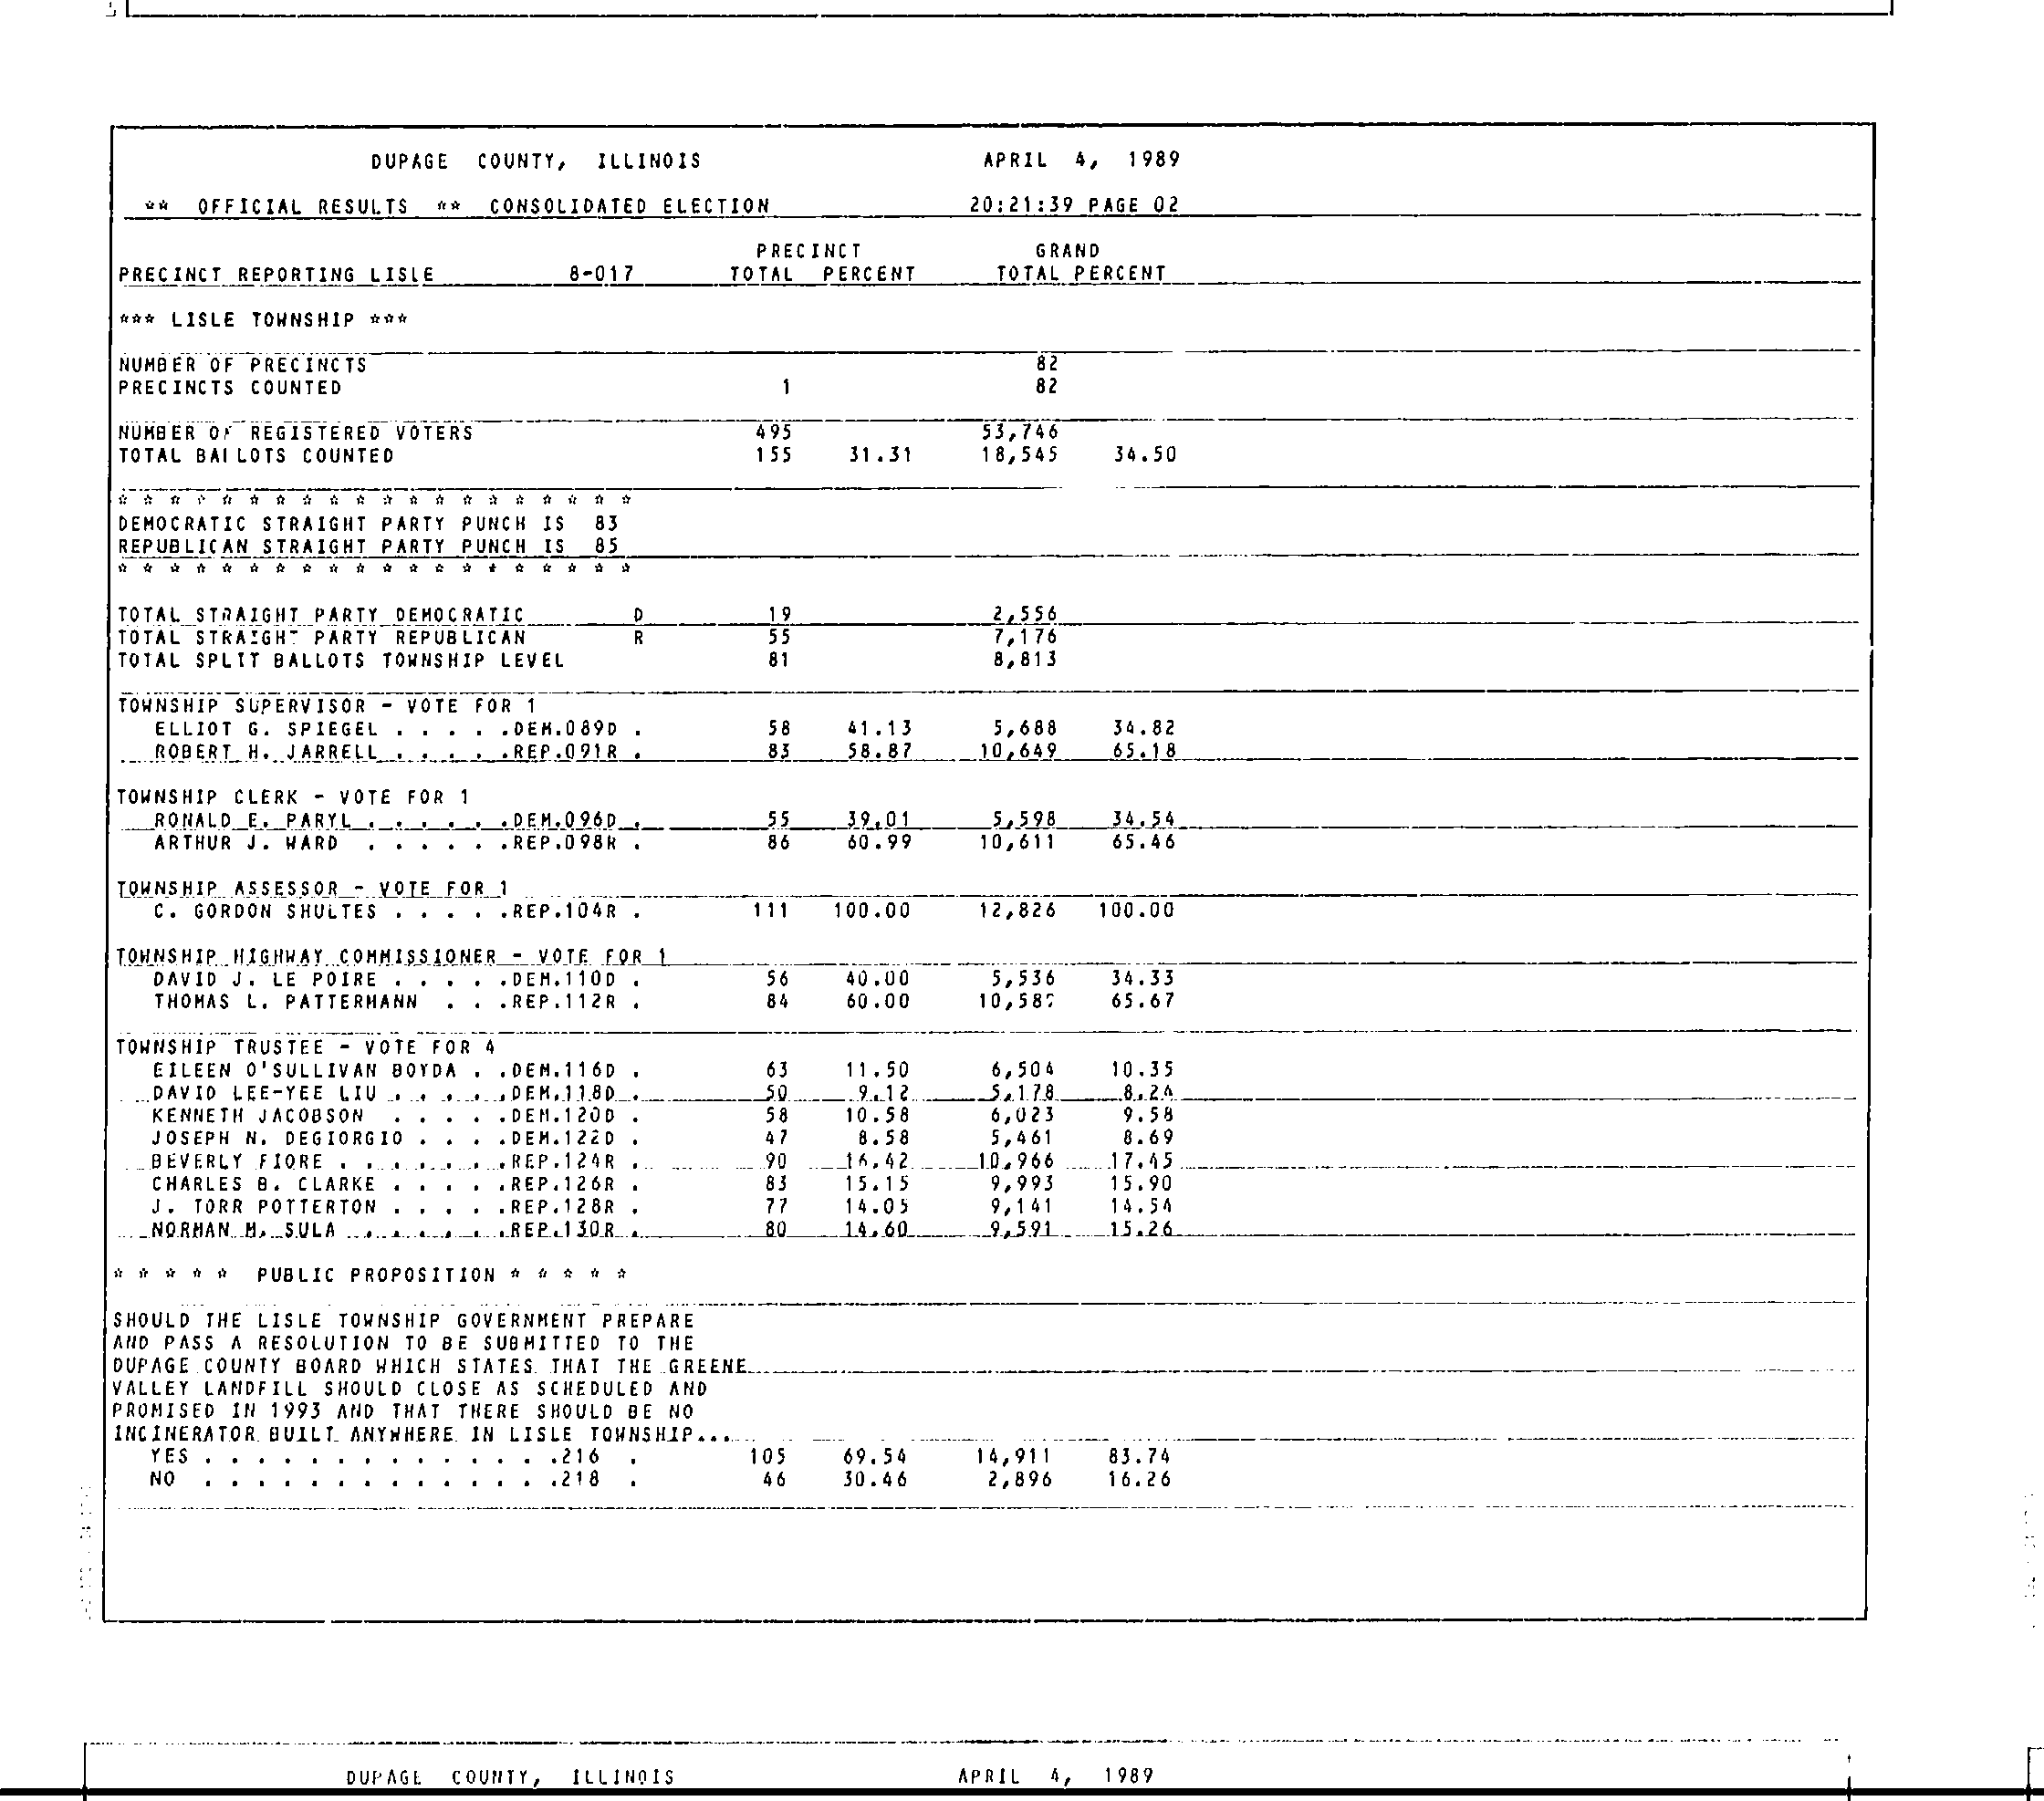 DUPAGE COUNTY, ILLINOIS APRIL 4, 1989
** OFFICIAL RESULTS ** CONSOLIDATED ELECTION 20:21:39 PAGE 02
PRECINCT GRAND
PRECINCT REPORTING LISLE 8-017 TOTAL PERCENT TOTAL PERCENT
*** LISLE TOWNSHIP ***
NUMBER OF PRECINCTS 82
PRECINCTS COUNTED 1 82
NUMBER OF REGISTERED VOTERS 495 53,746
TOTAL BALLOTS COUNTED 155 31.31 18,545 34.50
* * * * * * * * * * * * * * * * * * * *
DEMOCRATIC STRAIGHT PARTY PUNCH IS 83
REPUBLICAN STRAIGHT PARTY PUNCH IS 85
* * * * * * * * * * * * * * * * * * * *
TOTAL STRAIGHT PARTY DEMOCRATIC D 19 2,556
TOTAL STRAIGHT PARTY REPUBLICAN R 55 7,176
TOTAL SPLIT BALLOTS TOWNSHIP LEVEL 81 8,813
TOWNSHIP SUPERVISOR - VOTE FOR 1
ELLIOT G. SPIEGEL . . . . .DEM.089D . 58 41.13 5,688 34.82
ROBERT H. JARRELL . . . . .REP.091R . 83 58.87 10,649 65.18
TOWNSHIP CLERK - VOTE FOR 1
RONALD E. PARYL . . . . . .DEM.096D . 55 39.01 5,598 34.54
ARTHUR J. WARD . . . . . .REP.098R . 86 60.99 10,611 65.46
TOWNSHIP ASSESSOR - VOTE FOR 1
C. GORDON SHULTES . . . . .REP.104R . 111 100.00 12,826 100.00
TOWNSHIP HIGHWAY COMMISSIONER - VOTE FOR 1
DAVID J. LE POIRE . . . . .DEM.110D . 56 40.00 5,536 34.33
THOMAS L. PATTERMANN . . .REP.112R . 84 60.00 65.67
TOWNSHIP TRUSTEE - VOTE FOR 4
EILEEN O'SULLIVAN BOYDA . .DEM.116D . 63 11.50 6,504 10.35
DAVID LEE-YEE LIU . . . . .DEM.118D . 50 9.12 5,178 8.24
KENNETH JACOBSON . . . . .DEM.120D . 58 10.58 6,023 9.58
JOSEPH N. DEGIORGIO . . . .DEM.122D . 47 8.58 5,461 8.69
BEVERLY FIORE . . . . . . .REP.124R . 90 16.42 10,966 17.45
CHARLES B. CLARKE . . . . .REP.126R . 83 15.15 9,993 15.90
J. TORR POTTERTON . . . . .REP.128R . 77 14.05 9,141 14.54
NORMAN M. SULA . . . . . .REP.130R . 80 14.60 9,591 15.26
* * * * * PUBLIC PROPOSITION * * * * *
SHOULD THE LISLE TOWNSHIP GOVERNMENT PREPARE
AND PASS A RESOLUTION TO BE SUBMITTED TO THE
DUPAGE COUNTY BOARD WHICH STATES THAT THE GREENE
VALLEY LANDFILL SHOULD CLOSE AS SCHEDULED AND
PROMISED IN 1993 AND THAT THERE SHOULD BE NO
INCINERATOR BUILT ANYWHERE IN LISLE TOWNSHIP...
YES . . . . . . . . . . . . . .216 . 105 69.54 14,911 83.74
NO . . . . . . . . . . . . . .218 . 46 30.46 2,896 16.26
DUPAGE COUNTY, ILLINOIS APRIL 4, 1989